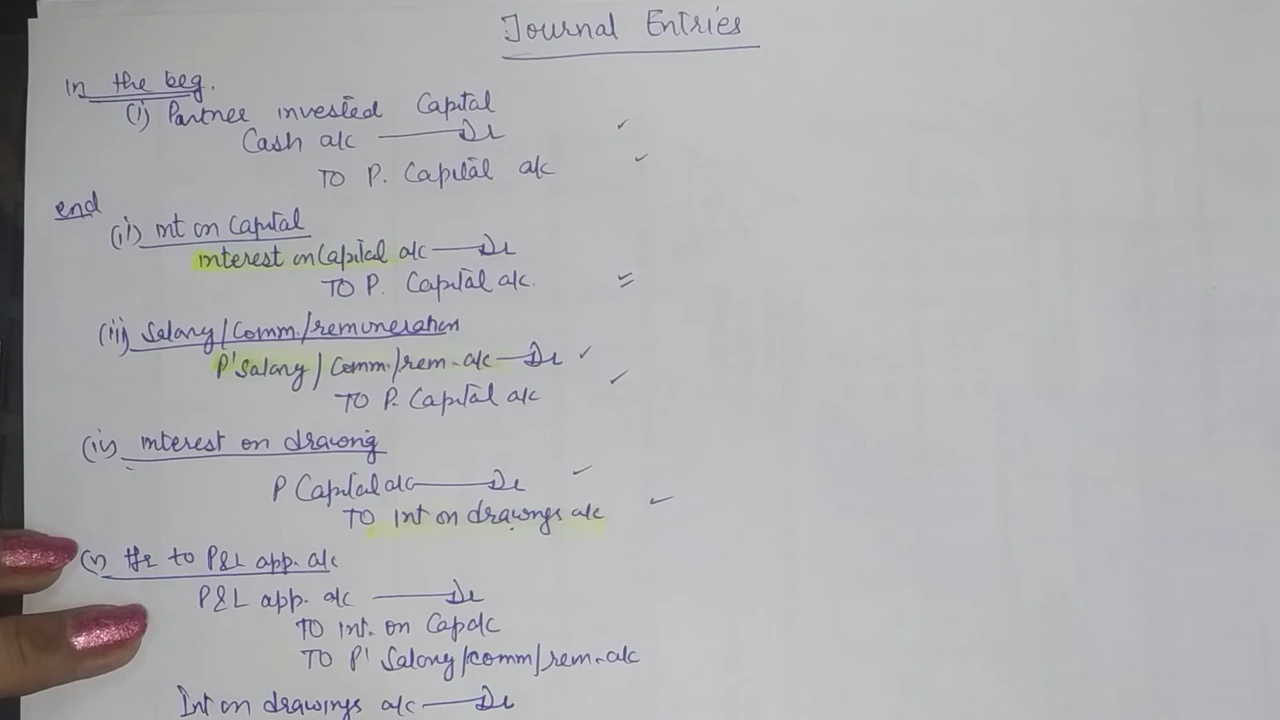 Journal Entries
In the beg.
(i) Partner invested Capital
Cash a/c — Dr
To P. Capital a/c
end
(ii) Int on Capital
interest on Capital a/c — Dr
To P. Capital a/c.
(iii) Salary/Comm./remuneration
P' Salary/Comm./rem. a/c — Dr
To P. Capital a/c
(iv) Interest on drawing
P Capital a/c — Dr
To Int on drawings a/c
(v) tfr to P&L app. a/c
P&L app. a/c — Dr
To Int. on Cap a/c
To P' Salary/comm/rem. a/c
Int on drawings a/c — Dr